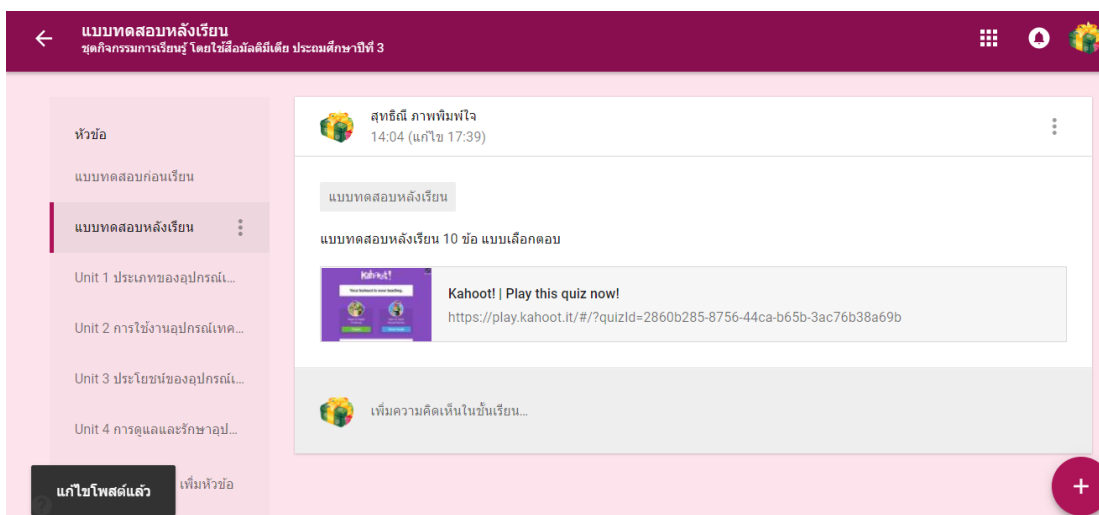 แบบทดสอบหลังเรียน
ชุดกิจกรรมการเรียนรู้ โดยใช้สื่อมัลติมีเดีย ประถมศึกษาปีที่ 3
หัวข้อ
แบบทดสอบก่อนเรียน
แบบทดสอบหลังเรียน
Unit 1 ประเภทของอุปกรณ์เ...
Unit 2 การใช้งานอุปกรณ์เทค...
Unit 3 ประโยชน์ของอุปกรณ์เ...
Unit 4 การดูแลและรักษาอุป...
เพิ่มหัวข้อ
แก้ไขโพสต์แล้ว
สุทธิณี ภาพพิมพ์ใจ
14:04 (แก้ไข 17:39)
แบบทดสอบหลังเรียน
แบบทดสอบหลังเรียน 10 ข้อ แบบเลือกตอบ
Kahoot!
Kahoot! | Play this quiz now!
https://play.kahoot.it/#/?quizId=2860b285-8756-44ca-b65b-3ac76b38a69b
เพิ่มความคิดเห็นในชั้นเรียน...